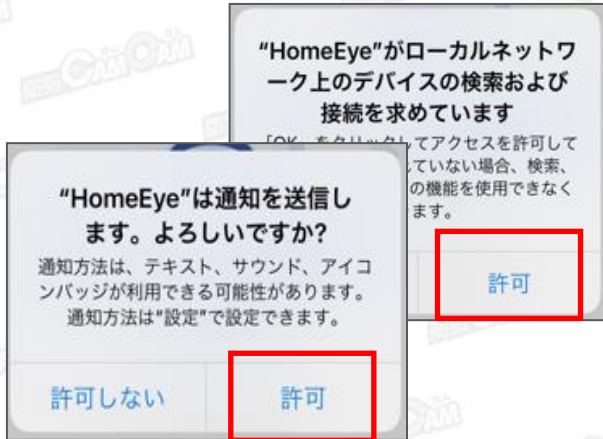 “HomeEye”がローカルネットワ
ーク上のデバイスの検索および
接続を求めています
「OK」をクリックしてアクセスを許可して
ていない場合、検索、
の機能を使用できなく
ます。
許可
“HomeEye”は通知を送信し
ます。よろしいですか?
通知方法は、テキスト、サウンド、アイコ
ンバッジが利用できる可能性があります。
通知方法は“設定”で設定できます。
許可しない
許可
CAMCAM